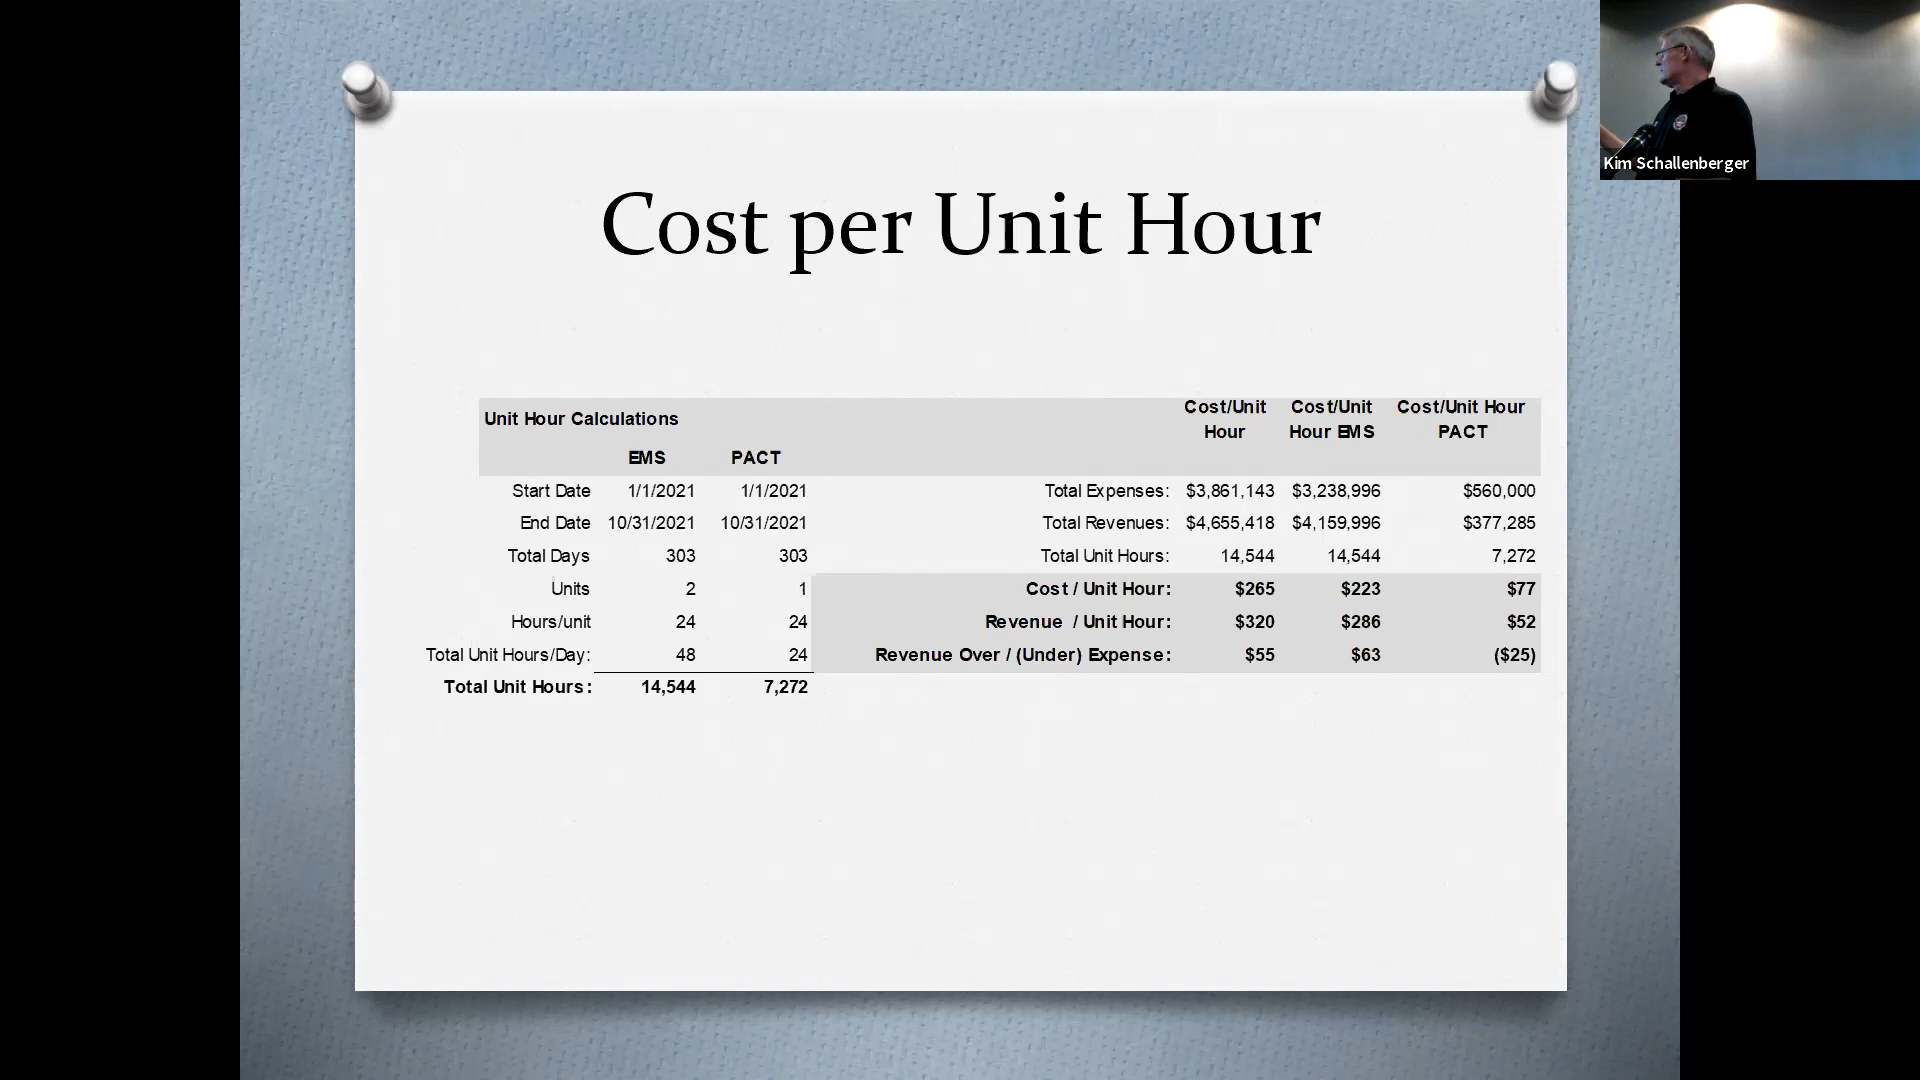 Kim Schallenberger
Cost per Unit Hour
Unit Hour Calculations
Cost/Unit Hour
Cost/Unit Hour EMS
Cost/Unit Hour PACT
EMS PACT
Start Date 1/1/2021 1/1/2021 Total Expenses: $3,861,143 $3,238,996 $560,000
End Date 10/31/2021 10/31/2021 Total Revenues: $4,655,418 $4,159,996 $377,285
Total Days 303 303 Total Unit Hours: 14,544 14,544 7,272
Units 2 1 Cost / Unit Hour: $265 $223 $77
Hours/unit 24 24 Revenue / Unit Hour: $320 $286 $52
Total Unit Hours/Day: 48 24 Revenue Over / (Under) Expense: $55 $63 ($25)
Total Unit Hours: 14,544 7,272